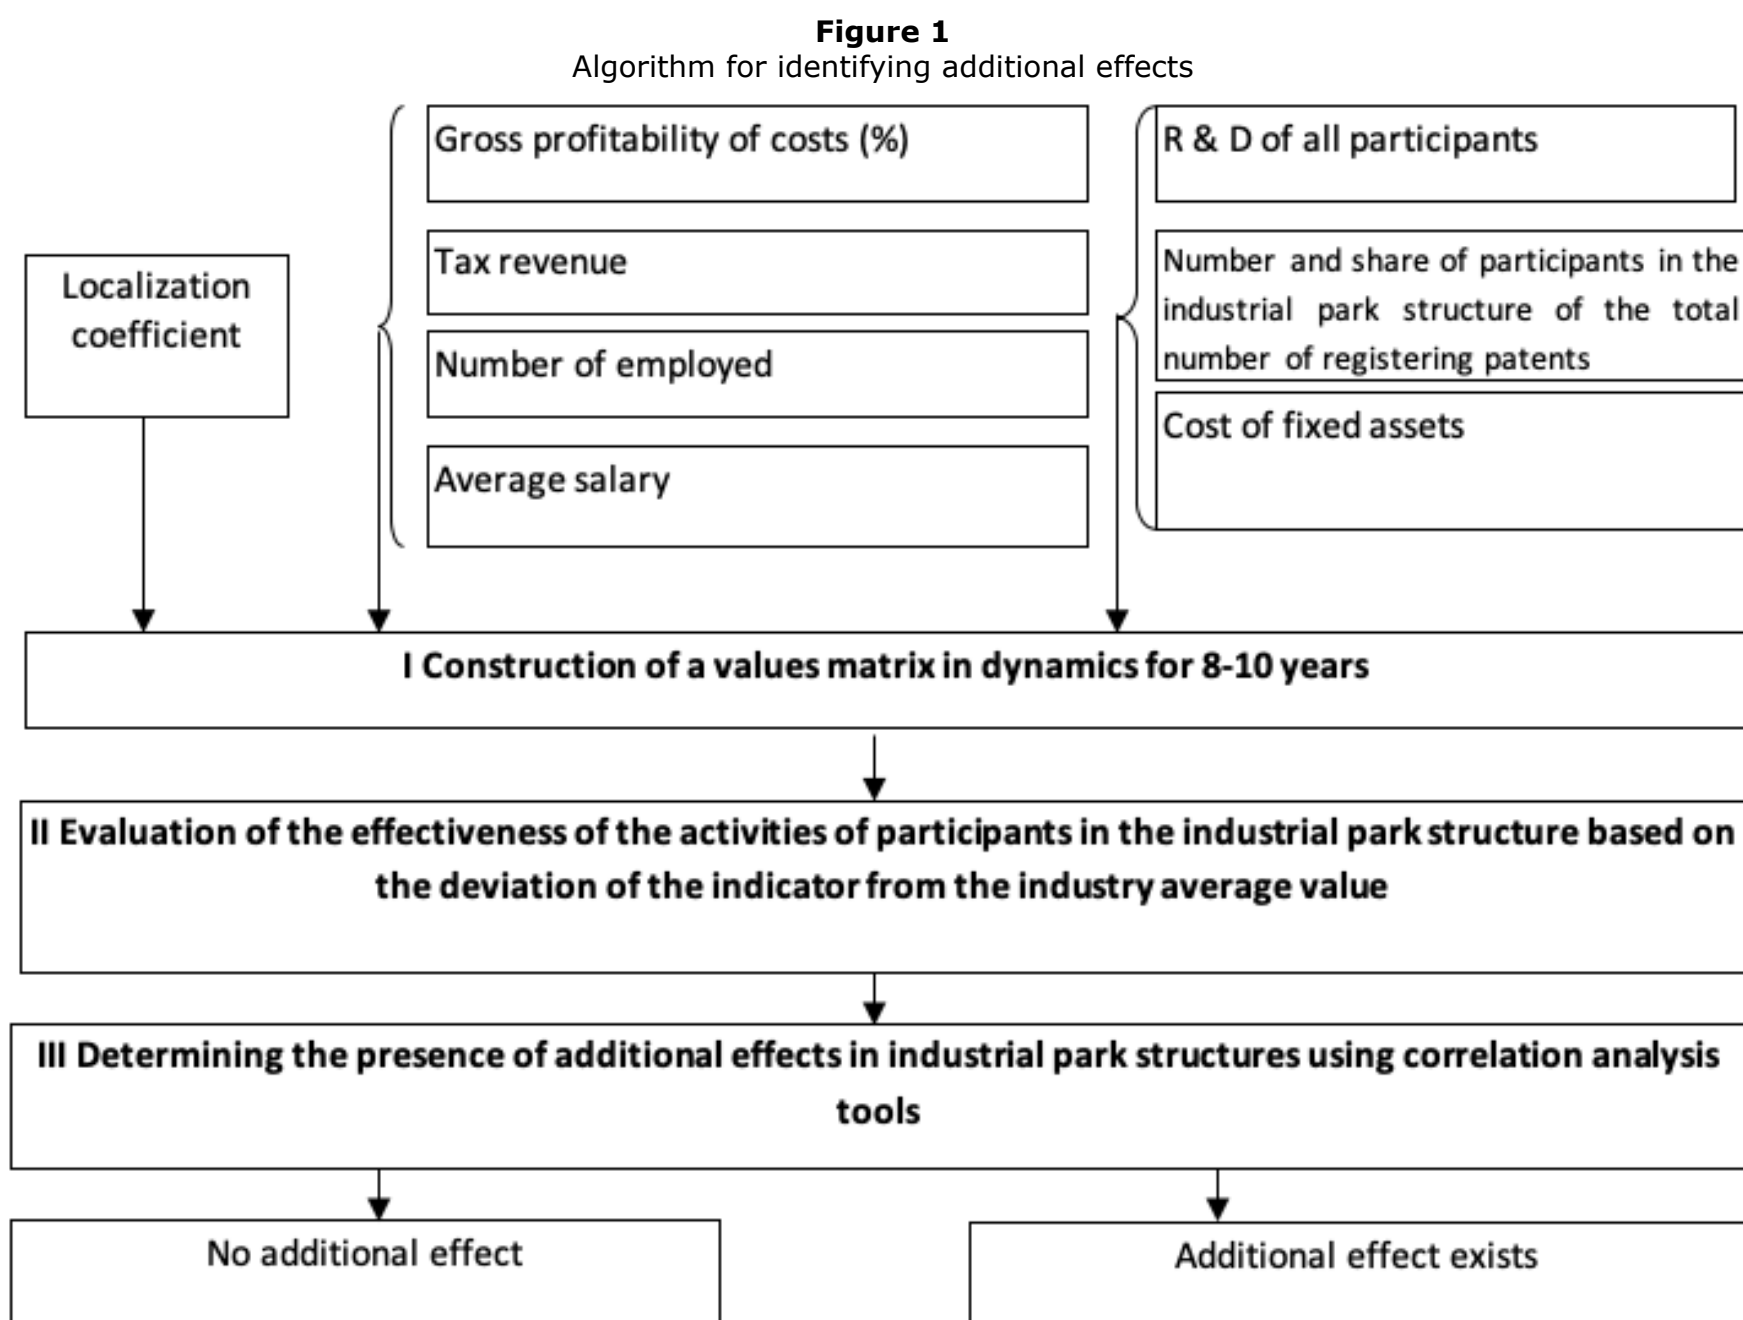 Figure 1
Algorithm for identifying additional effects
Localization
coefficient
Gross profitability of costs (%)
Tax revenue
Number of employed
Average salary
R & D of all participants
Number and share of participants in the
industrial park structure of the total
number of registering patents
Cost of fixed assets
I Construction of a values matrix in dynamics for 8-10 years
II Evaluation of the effectiveness of the activities of participants in the industrial park structure based on
the deviation of the indicator from the industry average value
III Determining the presence of additional effects in industrial park structures using correlation analysis
tools
No additional effect
Additional effect exists